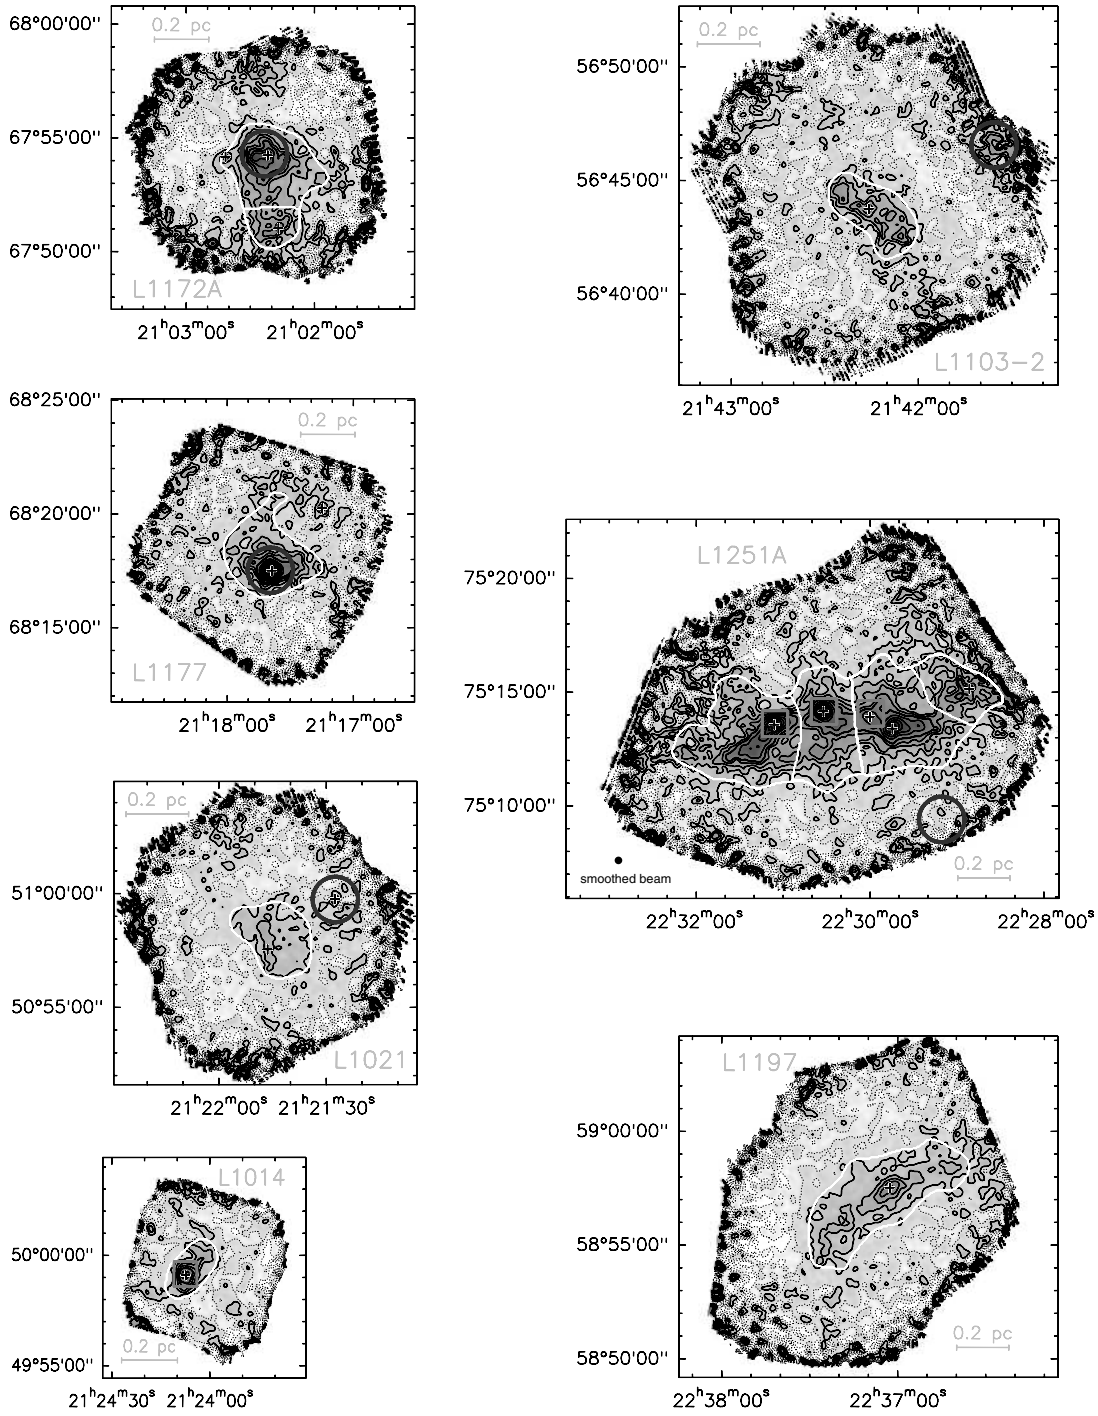 68°00'00"
0.2 pc
67°55'00"
67°50'00"
L1172A
21ʰ03ᵐ00ˢ 21ʰ02ᵐ00ˢ
0.2 pc
56°50'00"
56°45'00"
56°40'00"
L1103-2
21ʰ43ᵐ00ˢ 21ʰ42ᵐ00ˢ
68°25'00"
0.2 pc
68°20'00"
68°15'00"
L1177
21ʰ18ᵐ00ˢ 21ʰ17ᵐ00ˢ
L1251A
75°20'00"
75°15'00"
75°10'00"
smoothed beam
0.2 pc
22ʰ32ᵐ00ˢ 22ʰ30ᵐ00ˢ 22ʰ28ᵐ00ˢ
0.2 pc
51°00'00"
50°55'00"
L1021
21ʰ22ᵐ00ˢ 21ʰ21ᵐ30ˢ
L1197
59°00'00"
58°55'00"
58°50'00"
0.2 pc
22ʰ38ᵐ00ˢ 22ʰ37ᵐ00ˢ
L1014
50°00'00"
0.2 pc
49°55'00"
21ʰ24ᵐ30ˢ 21ʰ24ᵐ00ˢ